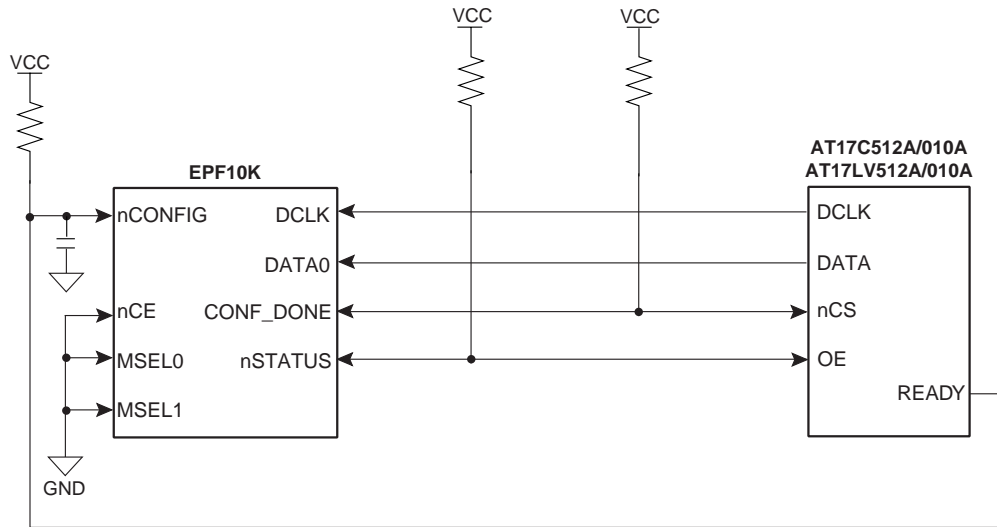 VCC
VCC
VCC
EPF10K
AT17C512A/010A
AT17LV512A/010A
nCONFIG
DCLK
DCLK
DATA0
DATA
nCE
CONF_DONE
nCS
MSEL0
nSTATUS
OE
READY
MSEL1
GND